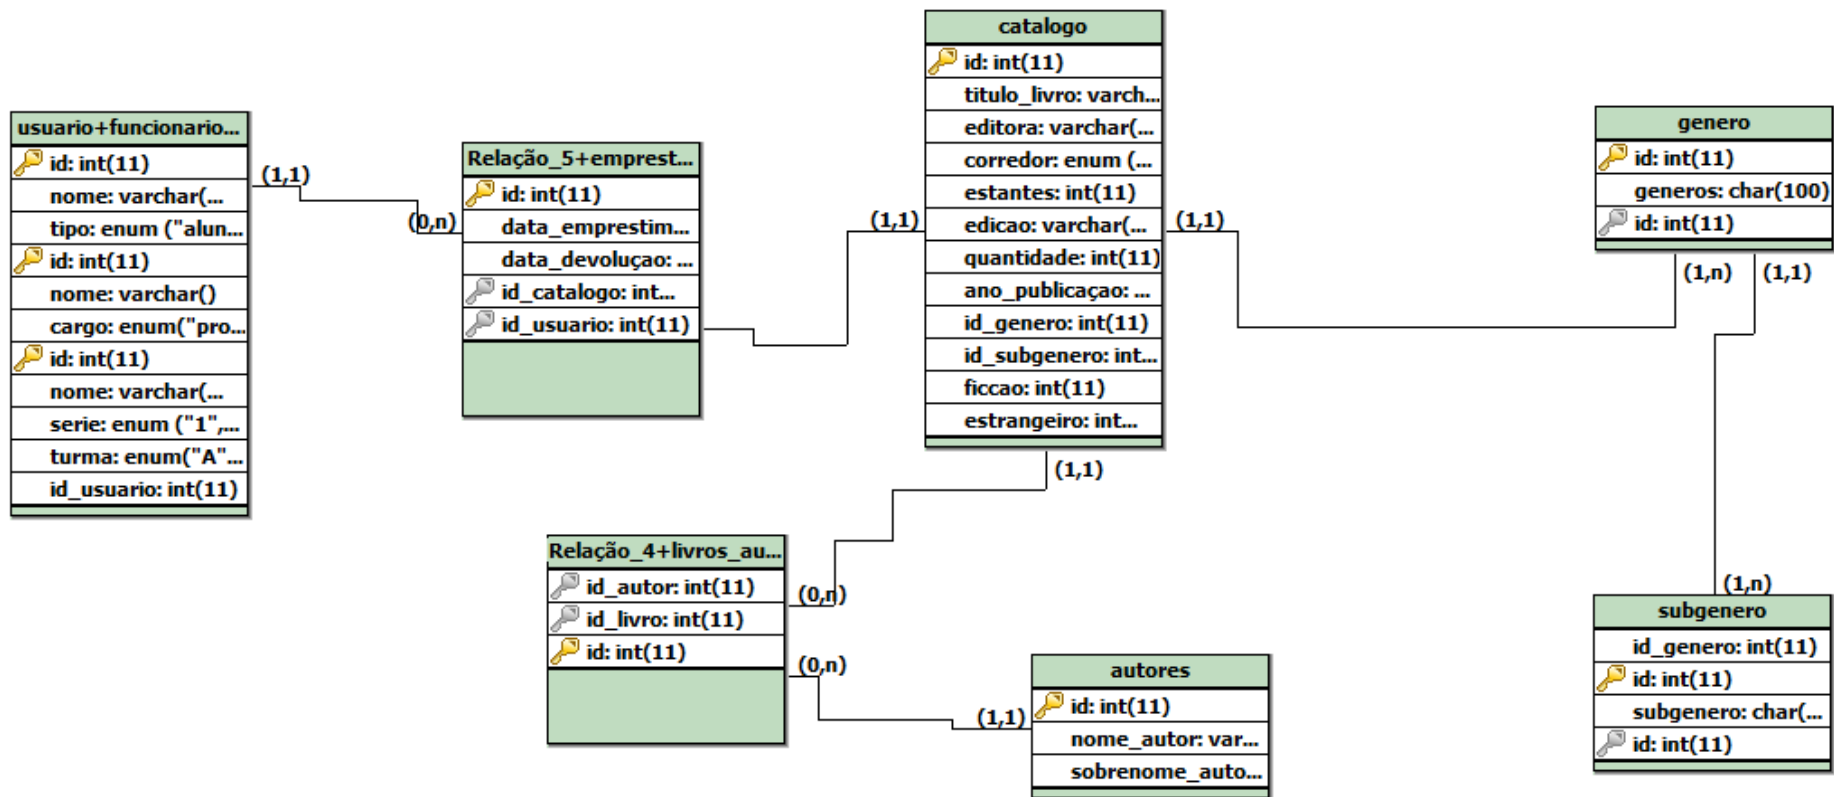 usuario+funcionario...
id: int(11)
nome: varchar(...
tipo: enum ("alun...
id: int(11)
nome: varchar()
cargo: enum("pro...
id: int(11)
nome: varchar(...
serie: enum ("1",...
turma: enum("A"...
id_usuario: int(11)
(1,1)
(0,n)
Relação_5+emprest...
id: int(11)
data_emprestim...
data_devoluçao: ...
id_catalogo: int...
id_usuario: int(11)
(1,1)
catalogo
id: int(11)
titulo_livro: varch...
editora: varchar(...
corredor: enum (...
estantes: int(11)
edicao: varchar(...
quantidade: int(11)
ano_publicaçao: ...
id_genero: int(11)
id_subgenero: int...
ficcao: int(11)
estrangeiro: int...
(1,1)
(1,1)
genero
id: int(11)
generos: char(100)
id: int(11)
(1,n)
(1,1)
(1,n)
subgenero
id_genero: int(11)
id: int(11)
subgenero: char(...
id: int(11)
Relação_4+livros_au...
id_autor: int(11)
id_livro: int(11)
id: int(11)
(0,n)
(0,n)
(1,1)
autores
id: int(11)
nome_autor: var...
sobrenome_auto...